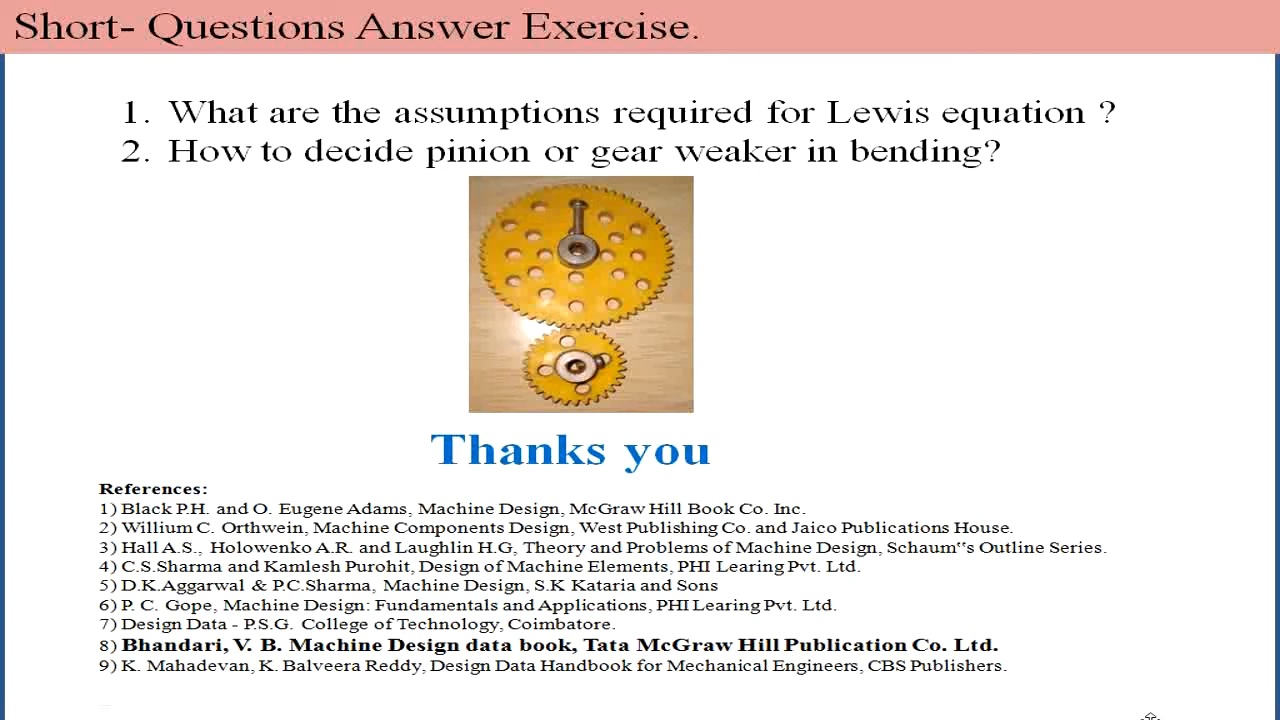 Short- Questions Answer Exercise.
1. What are the assumptions required for Lewis equation ?
2. How to decide pinion or gear weaker in bending?
Thanks you
References:
1) Black P.H. and O. Eugene Adams, Machine Design, McGraw Hill Book Co. Inc.
2) Willium C. Orthwein, Machine Components Design, West Publishing Co. and Jaico Publications House.
3) Hall A.S., Holowenko A.R. and Laughlin H.G, Theory and Problems of Machine Design, Schaum‟s Outline Series.
4) C.S.Sharma and Kamlesh Purohit, Design of Machine Elements, PHI Learing Pvt. Ltd.
5) D.K.Aggarwal & P.C.Sharma, Machine Design, S.K Kataria and Sons
6) P. C. Gope, Machine Design: Fundamentals and Applications, PHI Learing Pvt. Ltd.
7) Design Data - P.S.G. College of Technology, Coimbatore.
8) Bhandari, V. B. Machine Design data book, Tata McGraw Hill Publication Co. Ltd.
9) K. Mahadevan, K. Balveera Reddy, Design Data Handbook for Mechanical Engineers, CBS Publishers.